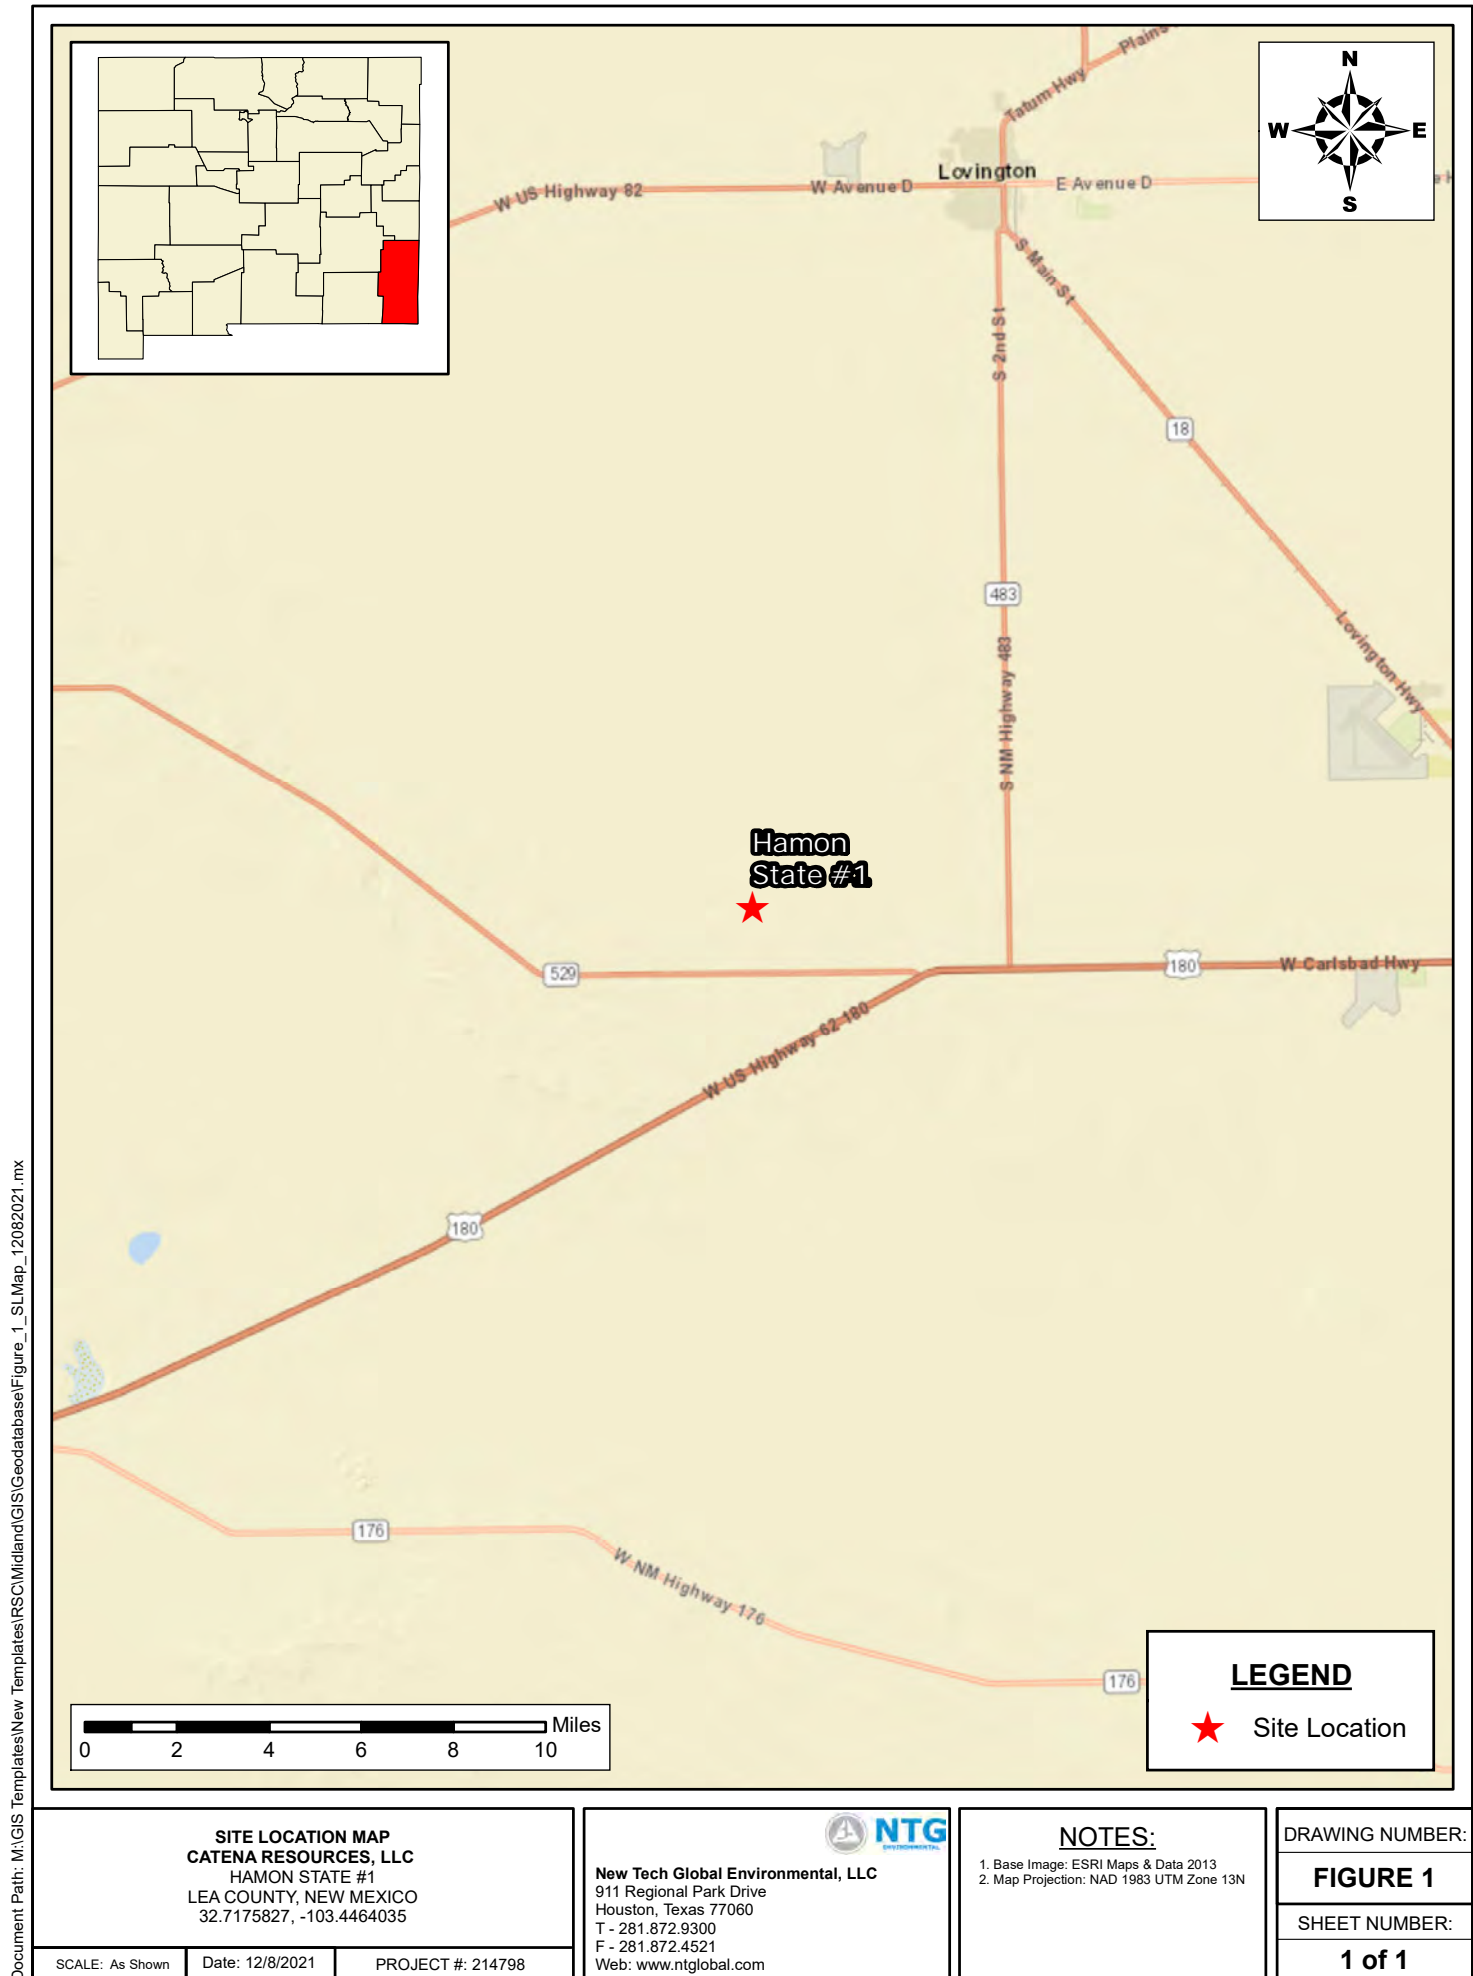 N
W
E
S
Plains
Tatum Hwy
Lovington
W US Highway 82
W Avenue D
E Avenue D
S Main St
S 2nd St
18
483
S NM Highway 483
Lovington Hwy
Hamon
State #1
529
180
W Carlsbad Hwy
W US Highway 62 180
180
176
W NM Highway 176
176
LEGEND
Site Location
Miles
0 2 4 6 8 10
Document Path: M:\GIS Templates\New Templates\RSC\Midland\GIS\Geodatabase\Figure_1_SLMap_12082021.mx
SITE LOCATION MAP
CATENA RESOURCES, LLC
HAMON STATE #1
LEA COUNTY, NEW MEXICO
32.7175827, -103.4464035
SCALE: As Shown
Date: 12/8/2021
PROJECT #: 214798
NTG
ENVIRONMENTAL
New Tech Global Environmental, LLC
911 Regional Park Drive
Houston, Texas 77060
T - 281.872.9300
F - 281.872.4521
Web: www.ntglobal.com
NOTES:
1. Base Image: ESRI Maps & Data 2013
2. Map Projection: NAD 1983 UTM Zone 13N
DRAWING NUMBER:
FIGURE 1
SHEET NUMBER:
1 of 1